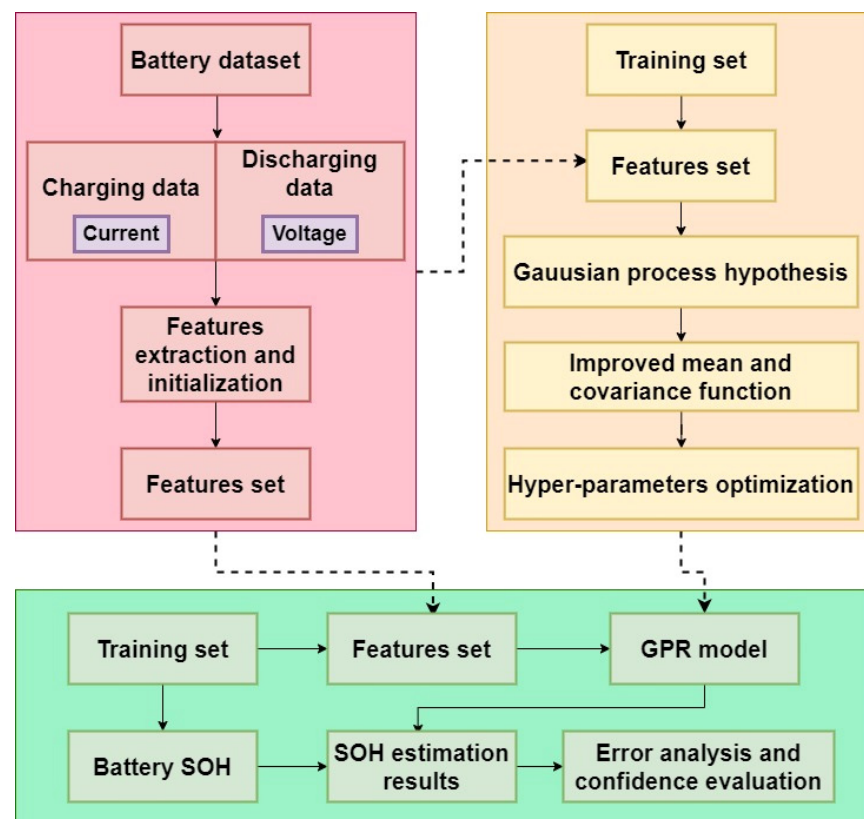 Battery dataset
Charging data
Current
Discharging
data
Voltage
Features
extraction and
initialization
Features set
Training set
Features set
Gauusian process hypothesis
Improved mean and
covariance function
Hyper-parameters optimization
Training set
Features set
GPR model
Battery SOH
SOH estimation
results
Error analysis and
confidence evaluation